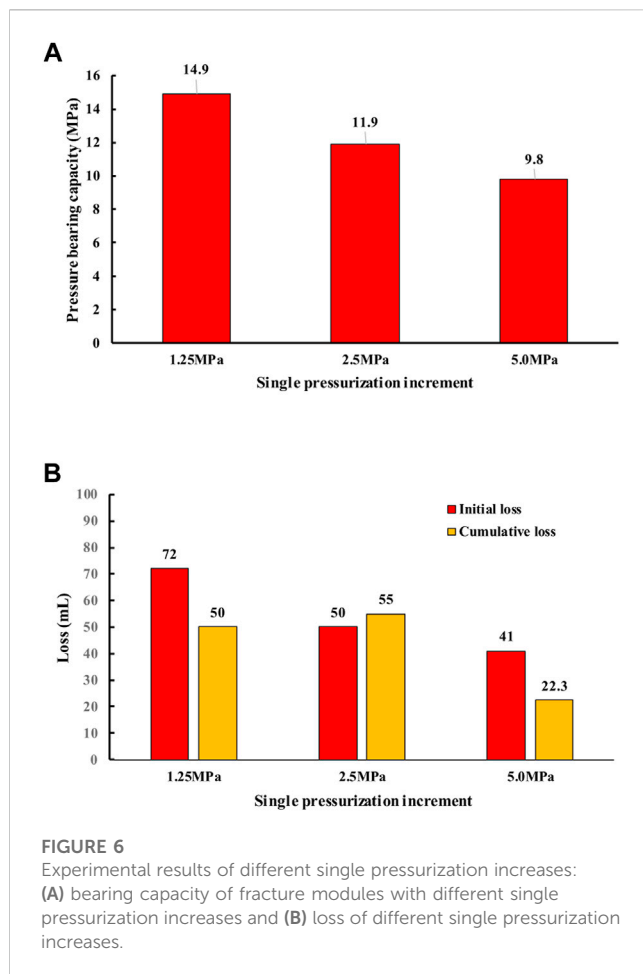 A
Pressure bearing capacity (MPa)
16
14
12
10
8
6
4
2
0
14.9
11.9
9.8
1.25MPa 2.5MPa 5.0MPa
Single pressurization increment
B
Loss (mL)
100
90
80
70
60
50
40
30
20
10
0
Initial loss
Cumulative loss
72
50
50
55
41
22.3
1.25MPa 2.5MPa 5.0MPa
Single pressurization increment
FIGURE 6
Experimental results of different single pressurization increases:
(A) bearing capacity of fracture modules with different single
pressurization increases and (B) loss of different single pressurization
increases.